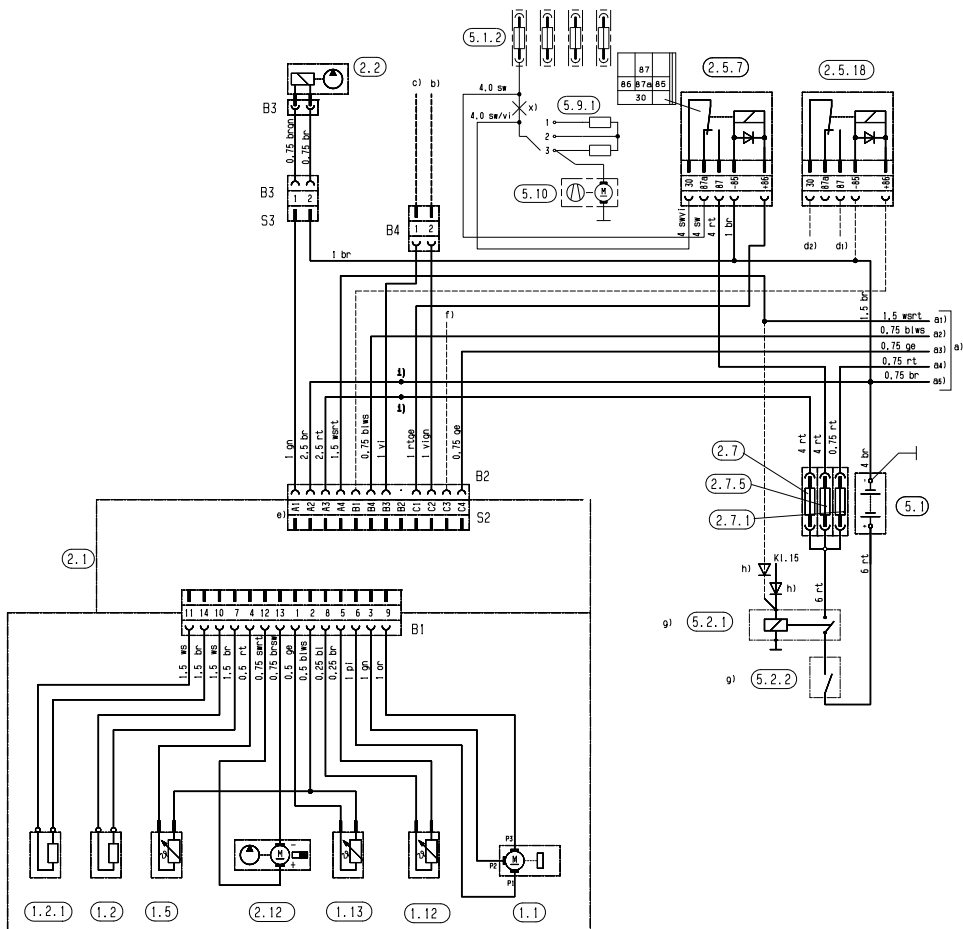 5.1.2
2.2
B3
0.75 brgn
0.75 br
B3
1 2
S3
c) b)
B4
1 2
4.0 sw
x)
4.0 sw/vi
5.9.1
1
2
3
5.10
M
87
86 87a 85
30
2.5.7
30 87a 87 -85 +86
4 swvi
4 sw
4 rt
1 br
2.5.18
30 87a 87 -85 +86
d2) d1)
1 br
1.5 br
f)
1.5 wsrt a1)
0.75 blws a2)
0.75 ge a3)
0.75 rt a4)
0.75 br a5)
a)
i)
i)
1 gn
2.5 br
2.5 rt
1.5 wsrt
0.75 blws
1 vi
1 rtge
1 vign
0.75 ge
B2
e) A1 A2 A3 A4 B1 B4 B3 B2 C1 C2 C3 C4
S2
4 rt
4 rt
0.75 rt
4 br
2.7
2.7.5
2.7.1
-
+
5.1
6 rt
6 rt
2.1
Kl.15
h)
h)
g) 5.2.1
g) 5.2.2
11 14 10 7 4 12 13 1 2 8 5 6 3 9
B1
1.5 ws
1.5 br
1.5 ws
1.5 br
0.5 rt
0.75 swrt
0.75 brsw
0.5 ge
0.5 blws
0.25 bl
0.25 br
1 pi
1 gn
1 or
ϑ
M
-
+
ϑ
ϑ
P3
P2
M
P1
1.2.1
1.2
1.5
2.12
1.13
1.12
1.1